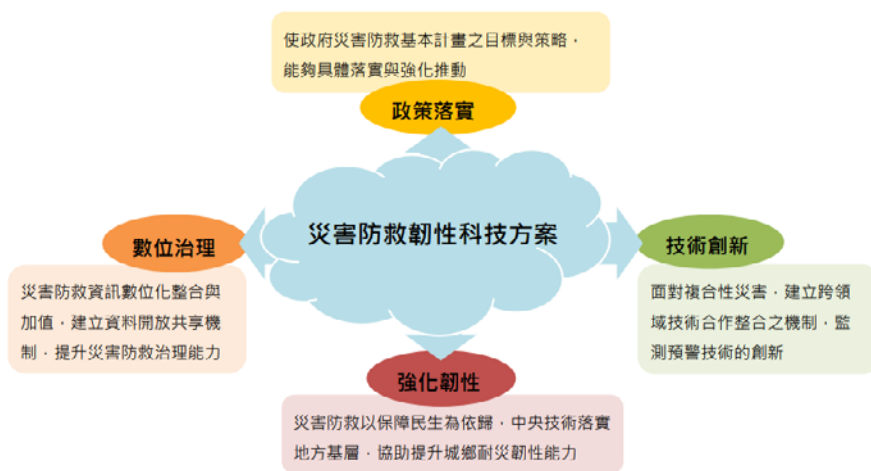 使政府災害防救基本計畫之目標與策略，
能夠具體落實與強化推動
政策落實
災害防救韌性科技方案
數位治理
災害防救資訊數位化整合與
加值，建立資料開放共享機
制，提升災害防救治理能力
技術創新
面對複合性災害，建立跨領
域技術合作整合之機制，監
測預警技術的創新
強化韌性
災害防救以保障民生為依歸，中央技術落實
地方基層，協助提升城鄉耐災韌性能力